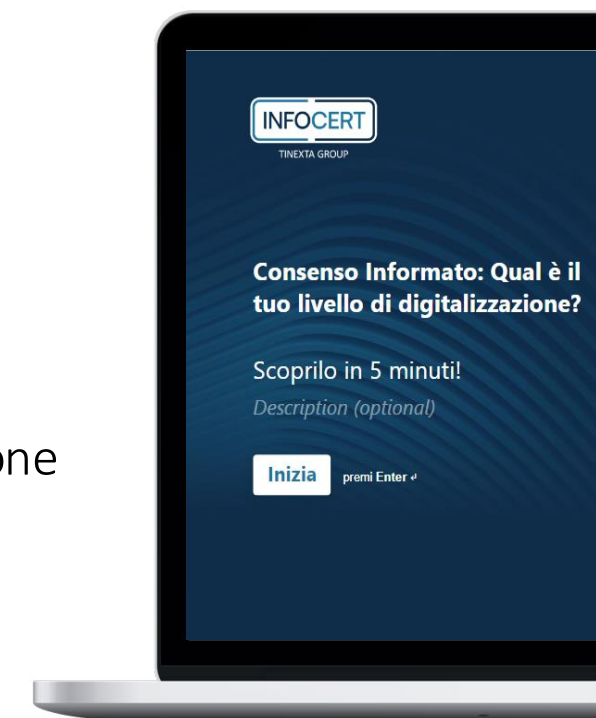 INFOCERT
TINEXTA GROUP
Consenso Informato: Qual è il
tuo livello di digitalizzazione?
Scoprilo in 5 minuti!
Description (optional)
one
Inizia premi Enter ↵